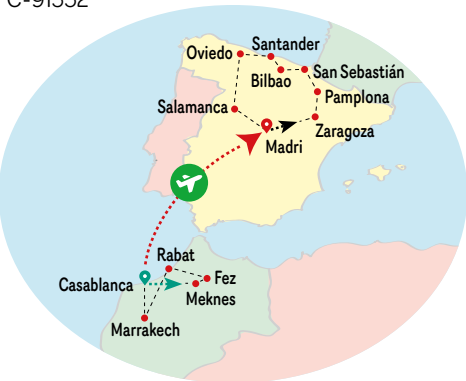 C-91552
Santander
Oviedo
Bilbao
San Sebastián
Pamplona
Salamanca
Zaragoza
Madri
Rabat
Fez
Casablanca
Meknes
Marrakech